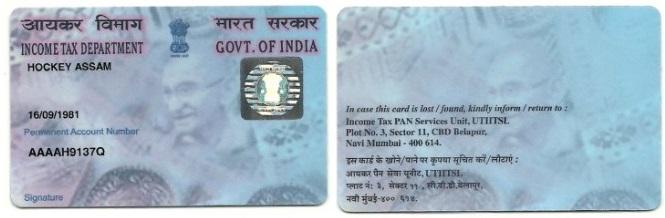 आयकर विभाग
भारत सरकार
INCOME TAX DEPARTMENT
GOVT. OF INDIA
HOCKEY ASSAM
16/09/1981
Permanent Account Number
AAAAH9137Q
Signature
In case this card is lost / found, kindly inform / return to :
Income Tax PAN Services Unit, UTIITSL
Plot No. 3, Sector 11, CBD Belapur,
Navi Mumbai - 400 614.
इस कार्ड के खोने/पाने पर कृपया सूचित करें/लौटाएं :
आयकर पैन सेवा यूनीट, UTIITSL
प्लाट नं: ३, सेक्टर ११, सी.बी.डी.बेलापूर,
नवी मुंबई-४०० ६१४.